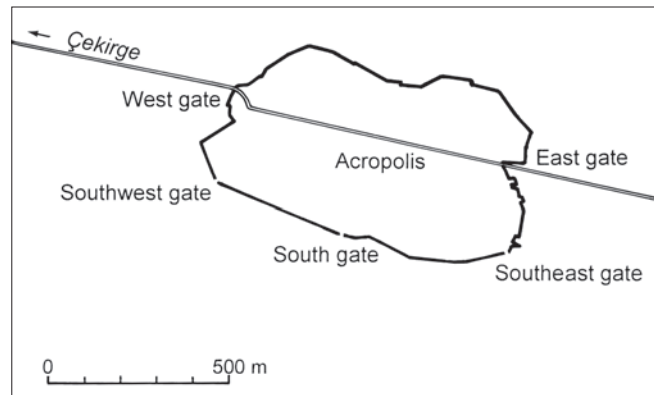 Çekirge
West gate
Acropolis
East gate
Southwest gate
South gate
Southeast gate
0 500 m